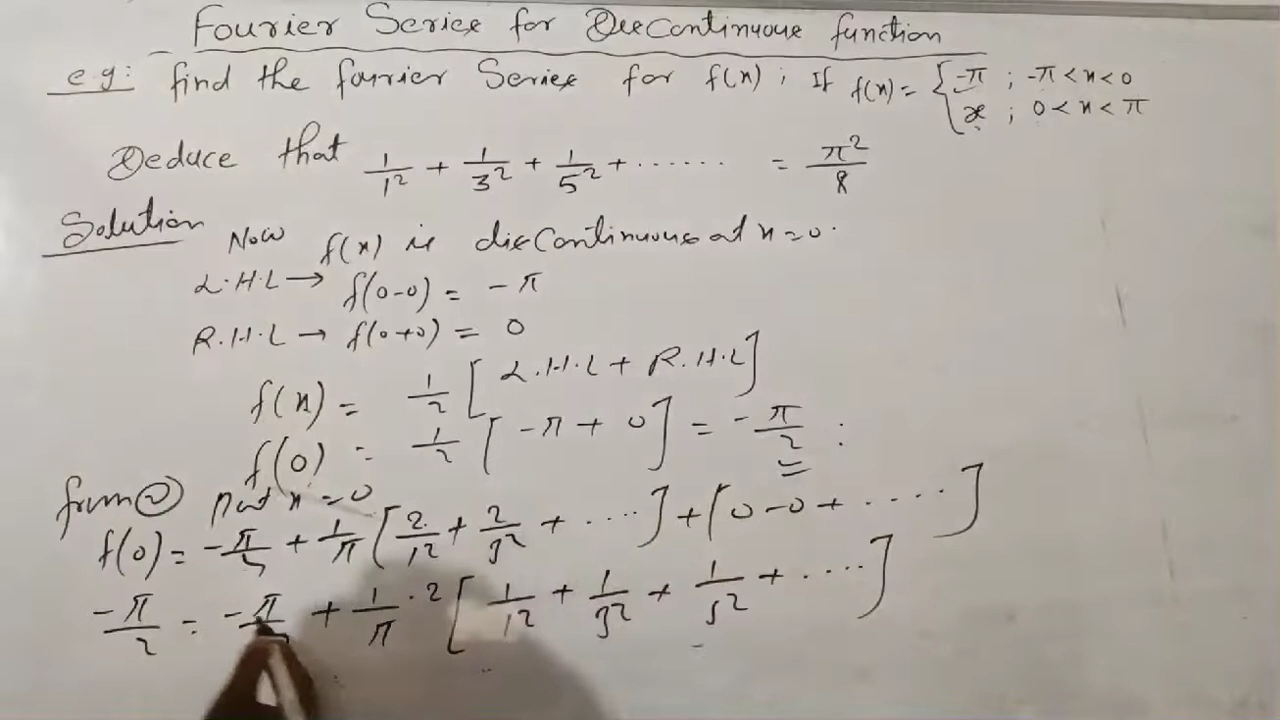 Fourier Series for Discontinuous function
e.g: find the fourier Series for f(x); If f(x) = { -π ; -π < x < 0
x ; 0 < x < π
Deduce that 1/1² + 1/3² + 1/5² + ....... = π²/8
Solution Now f(x) is discontinuous at x = 0.
L.H.L → f(0-0) = -π
R.H.L → f(0+0) = 0
f(x) = 1/2 [ L.H.L + R.H.L ]
f(0) = 1/2 [ -π + 0 ] = -π/2 :
from ② put x = 0
f(0) = -π/ + 1/π [ 2/1² + 2/3² + ..... ] + [ 0 - 0 + ..... ]
-π/2 = -π/ + 1/π . 2 [ 1/1² + 1/3² + 1/5² + ..... ]